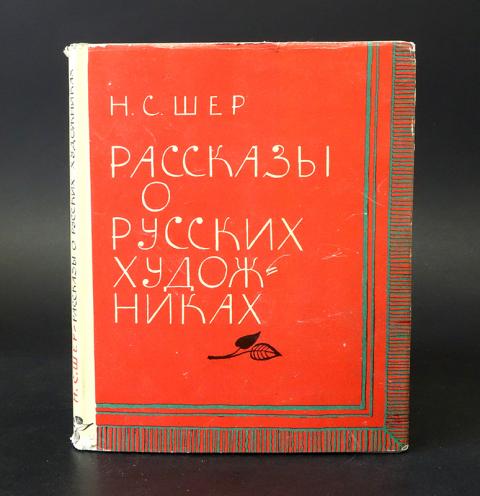 Н.С.ШЕР
РАССКАЗЫ
О
РУССКИХ
ХУДОЖ=
НИКАХ
Н.С.ШЕР РАССКАЗЫ О РУССКИХ ХУДОЖНИКАХ